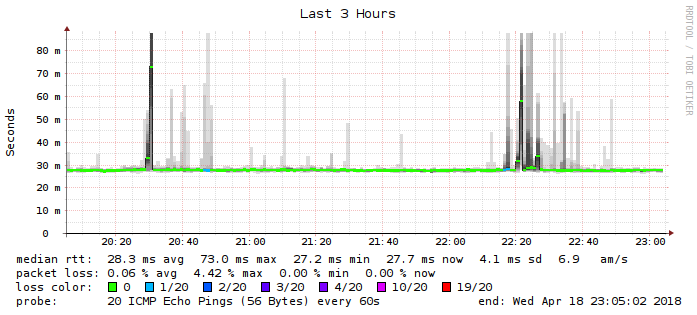 Last 3 Hours
RRDTOOL / TOBI OETIKER
Seconds
80 m
70 m
60 m
50 m
40 m
30 m
20 m
10 m
0
20:20 20:40 21:00 21:20 21:40 22:00 22:20 22:40 23:00
median rtt: 28.3 ms avg 73.0 ms max 27.2 ms min 27.7 ms now 4.1 ms sd 6.9 am/s
packet loss: 0.06 % avg 4.42 % max 0.00 % min 0.00 % now
loss color: 0 1/20 2/20 3/20 4/20 10/20 19/20
probe: 20 ICMP Echo Pings (56 Bytes) every 60s end: Wed Apr 18 23:05:02 2018